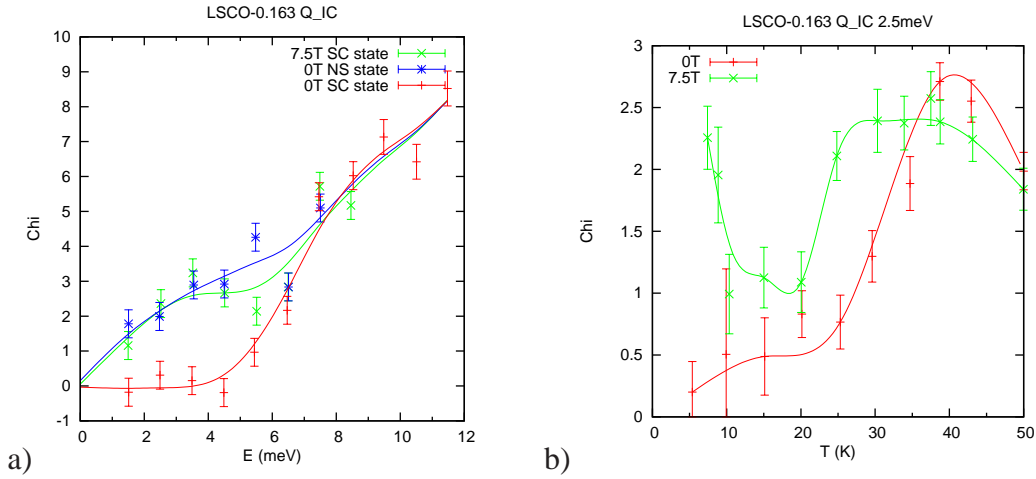 LSCO-0.163 Q_IC
10
9
8
7
6
5
4
3
2
1
0
-1
Chi
7.5T SC state
0T NS state
0T SC state
0 2 4 6 8 10 12
E (meV)
a)
LSCO-0.163 Q_IC 2.5meV
3
2.5
2
1.5
1
0.5
0
Chi
0T
7.5T
0 10 20 30 40 50
T (K)
b)